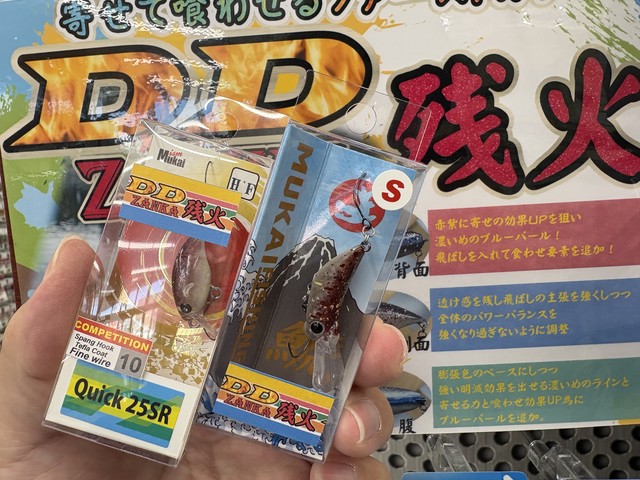 寄せて喰わせる
DD 残火
Mukai
HF
DD
ZANKA 残火
COMPETITION
Spang Hook
Tefla Coat
Fine wire 10
Quick 25SR
MUKAI
S
DD
ZANKA 残火
背面
赤紫に寄せの効果UPを狙い
濃いめのブルーパール!
飛ばしを入れて食わせ要素を追加!
透け感を残し飛ばしの主張を強くしつつ
全体のパワーバランスを
強くなり過ぎないように調整
面
腹
膨張色のベースにしつつ
強い明滅効果を出せる濃いめのラインと
寄せる力と喰わせ効果UP為に
ブルーパールを追加。